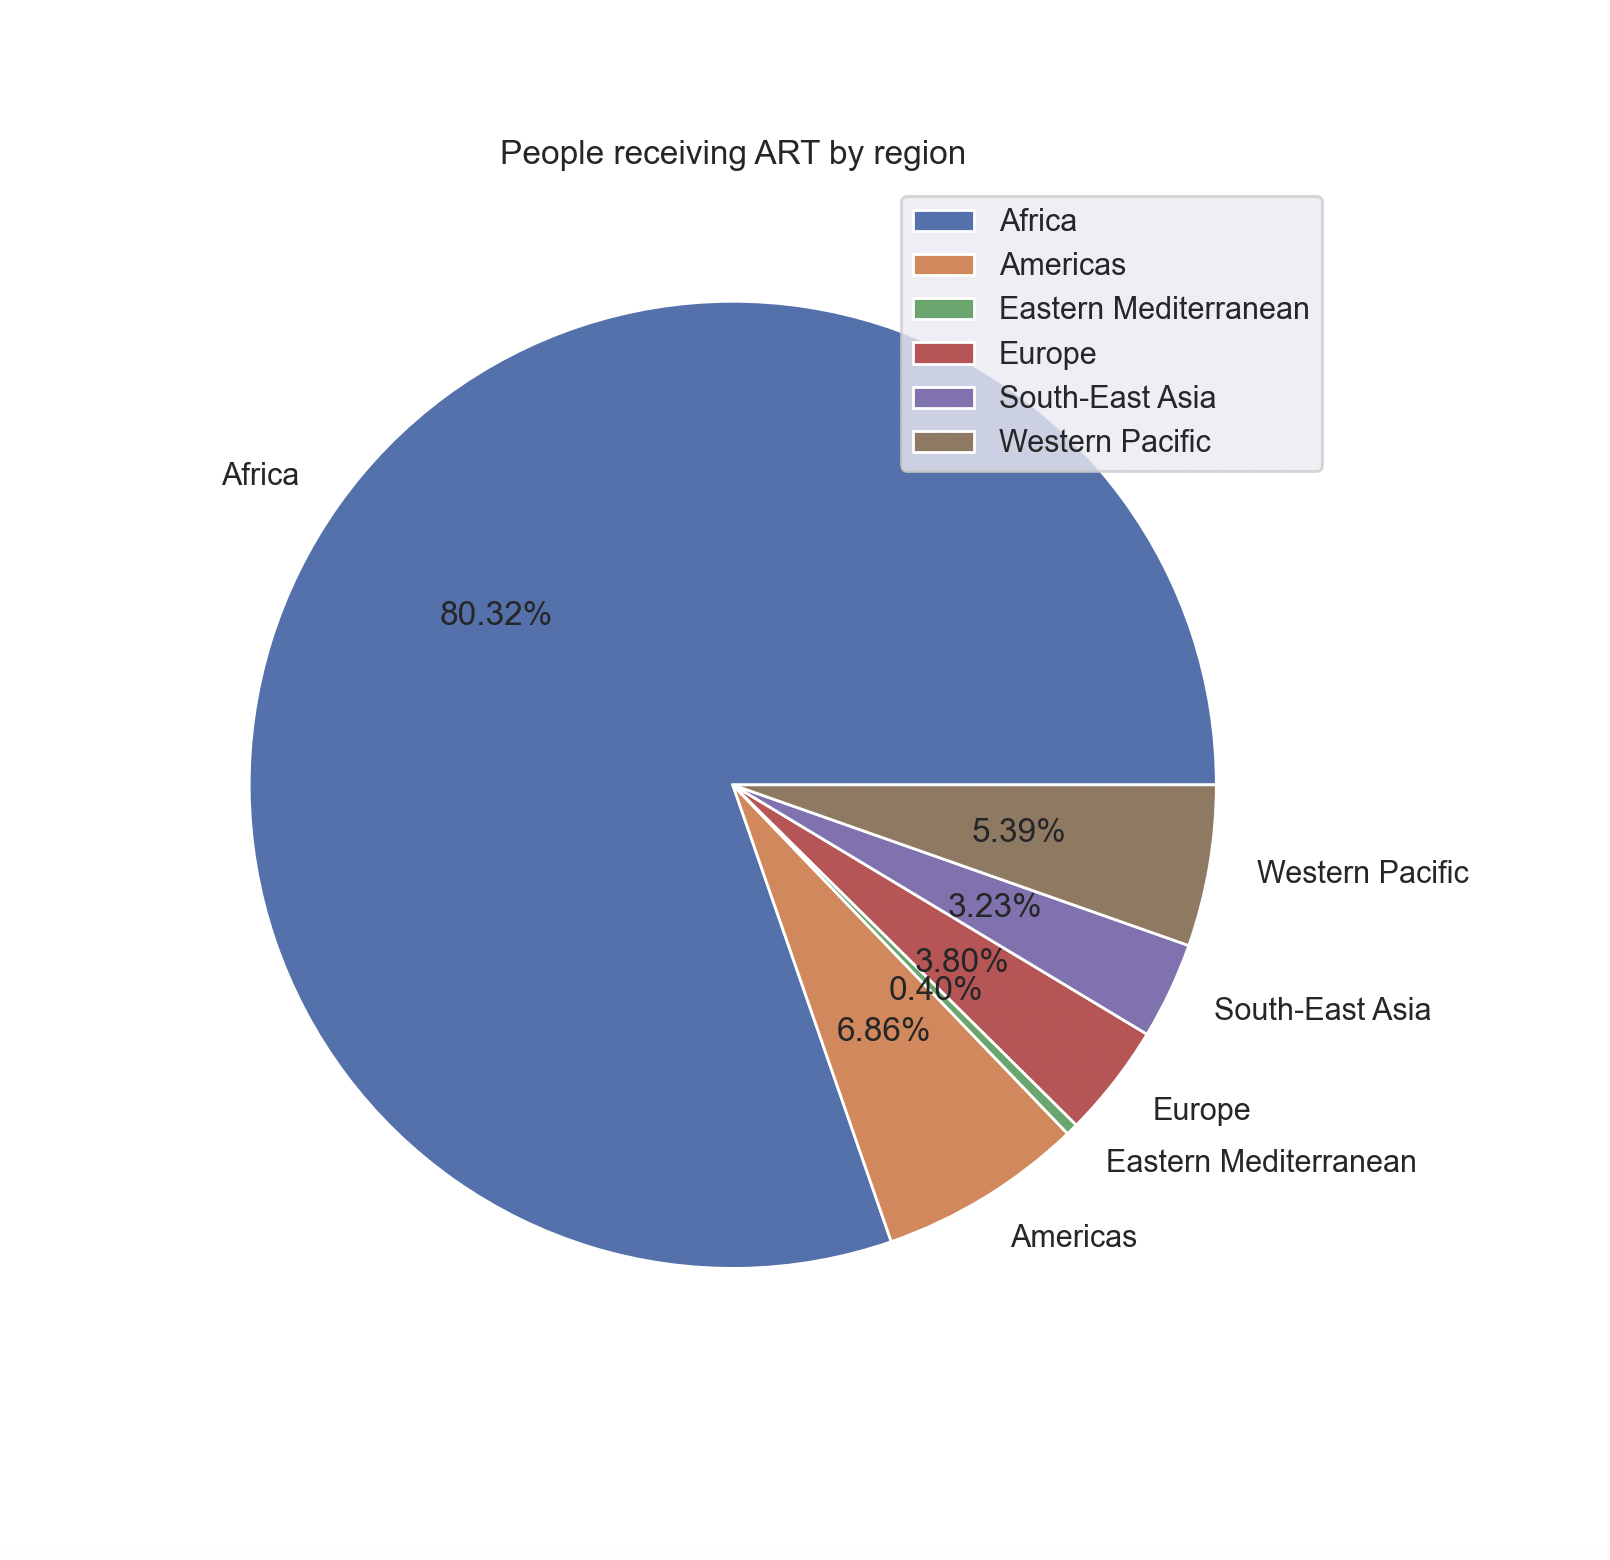 People receiving ART by region
Africa
Americas
Eastern Mediterranean
Europe
South-East Asia
Western Pacific
Africa
80.32%
5.39%
Western Pacific
3.23%
3.80%
0.40%
South-East Asia
6.86%
Europe
Eastern Mediterranean
Americas